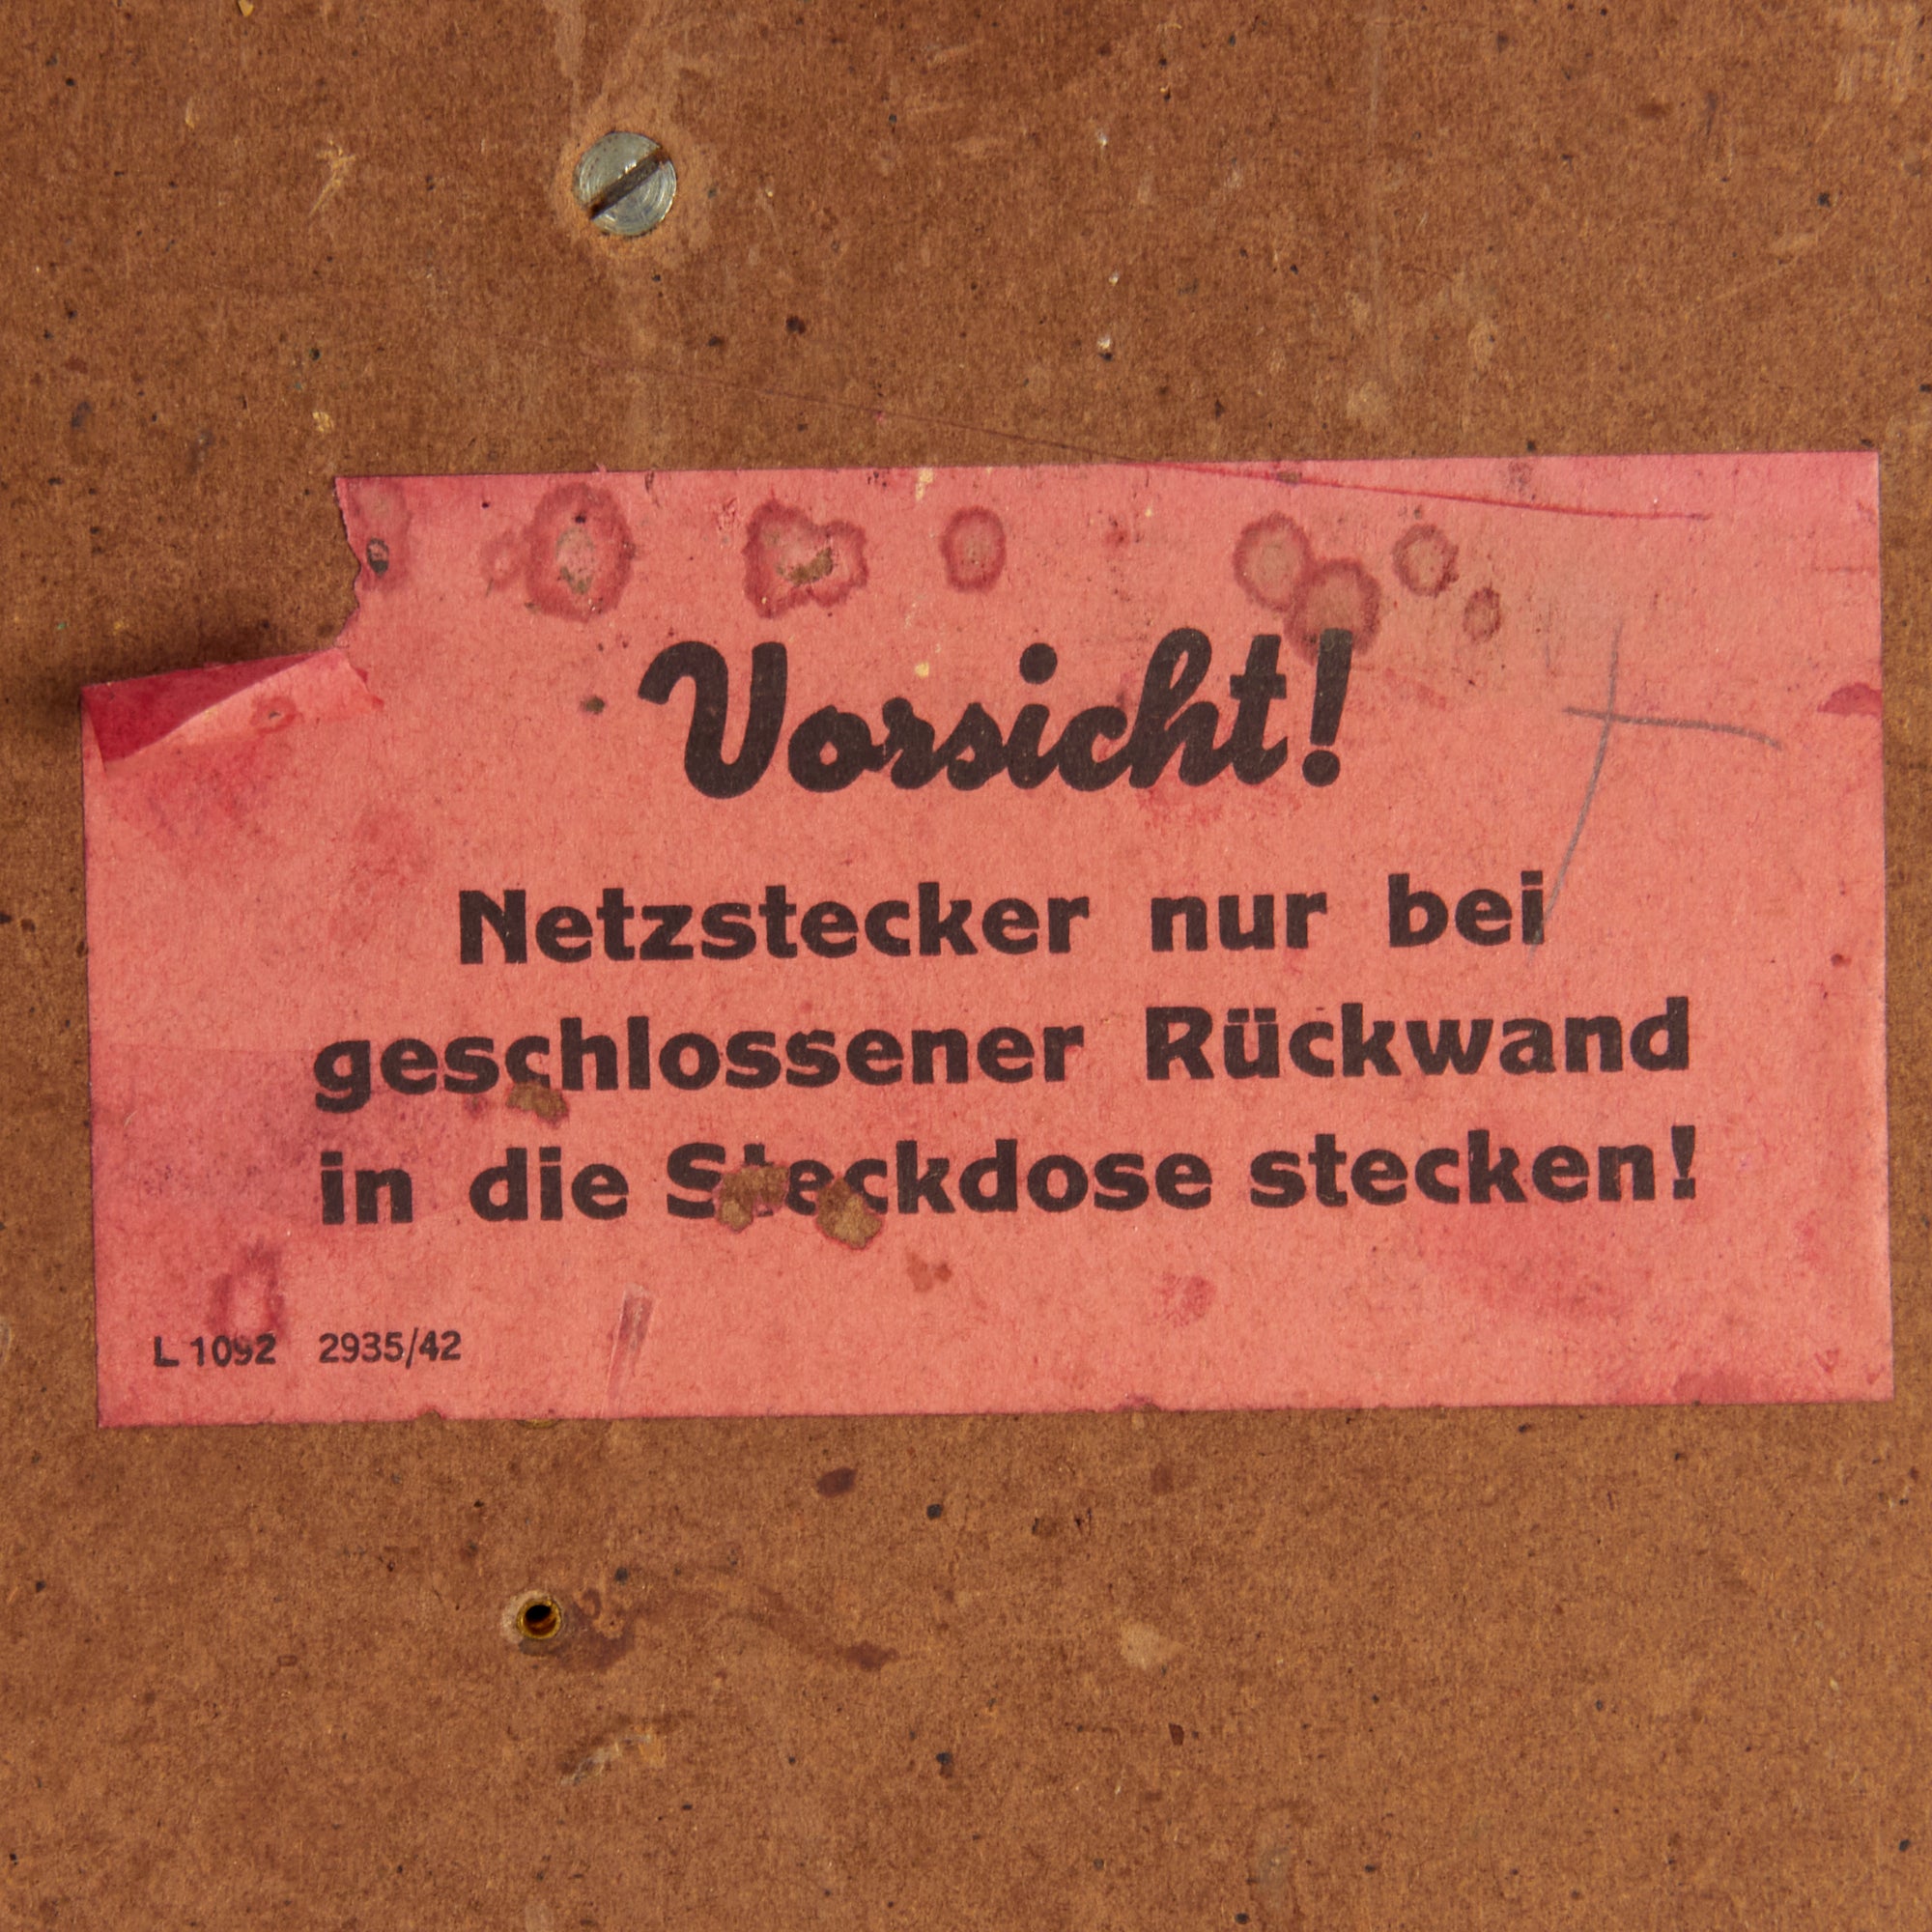 Vorsicht!
Netzstecker nur bei
geschlossener Rückwand
in die Steckdose stecken!
L 1092 2935/42